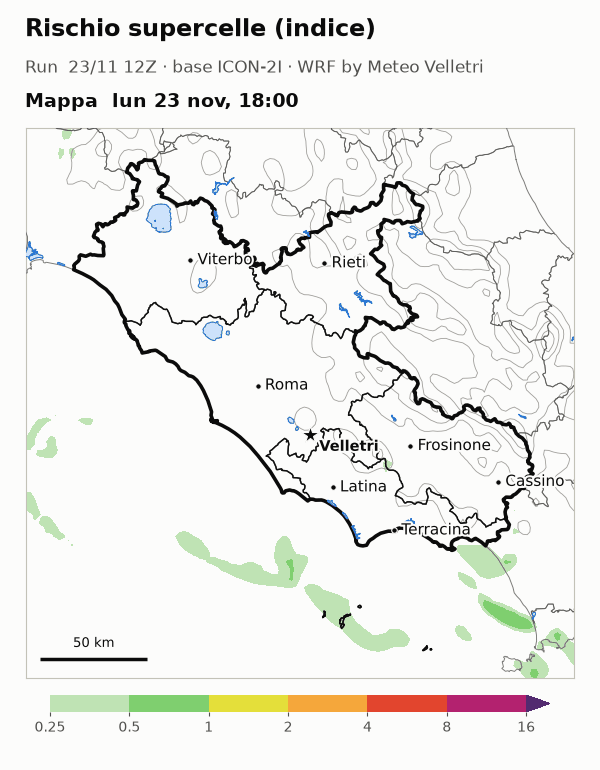 Rischio supercelle (indice)
Run  23/11 12Z · base ICON-2I · WRF by Meteo Velletri
Mappa  lun 23 nov, 18:00
Viterbo
Rieti
Roma
Velletri
Frosinone
Cassino
Latina
Terracina
50 km
0.25 0.5 1 2 4 8 16